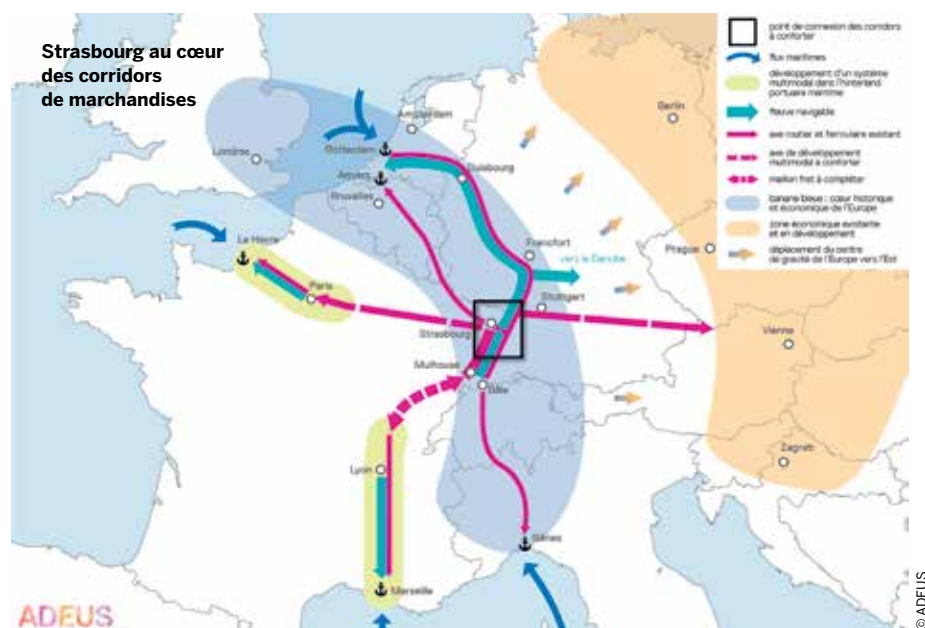 Strasbourg au cœur
des corridors
de marchandises
point de connexion des corridors
à conforter
flux maritimes
développement d'un système
multimodal dans l'hinterland
portuaire maritime
fleuve navigable
axe routier et ferroviaire existant
axe de développement
multimodal à conforter
maillon fret à compléter
banane bleue : cœur historique
et économique de l'Europe
zone économique existante
et en développement
déplacement du centre
de gravité de l'Europe vers l'Est
Berlin
Amsterdam
Londres
Rotterdam
Duisbourg
Anvers
Bruxelles
Le Havre
Francfort
Prague
vers le Danube
Paris
Stuttgart
Strasbourg
Vienne
Mulhouse
Bâle
Lyon
Zagreb
Gênes
Marseille
ADEUS
© ADEUS